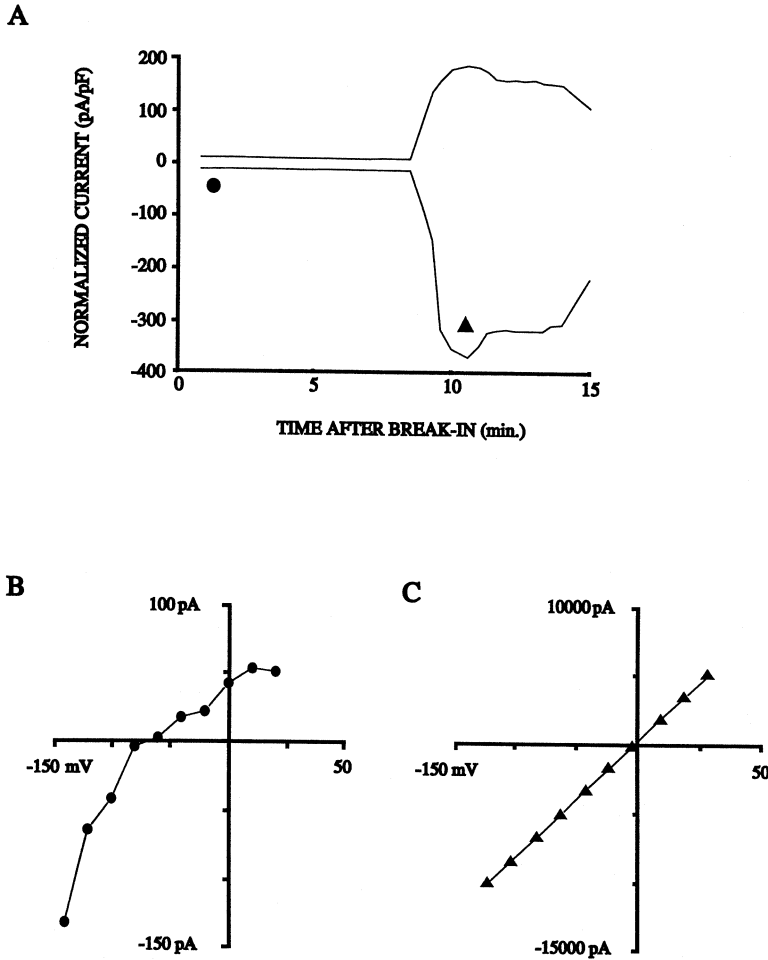 A
NORMALIZED CURRENT (pA/pF)
200
100
0
-100
-200
-300
-400
0
5
10
15
TIME AFTER BREAK-IN (min.)
B
100 pA
-150 mV
50
-150 pA
C
10000 pA
-150 mV
50
-15000 pA